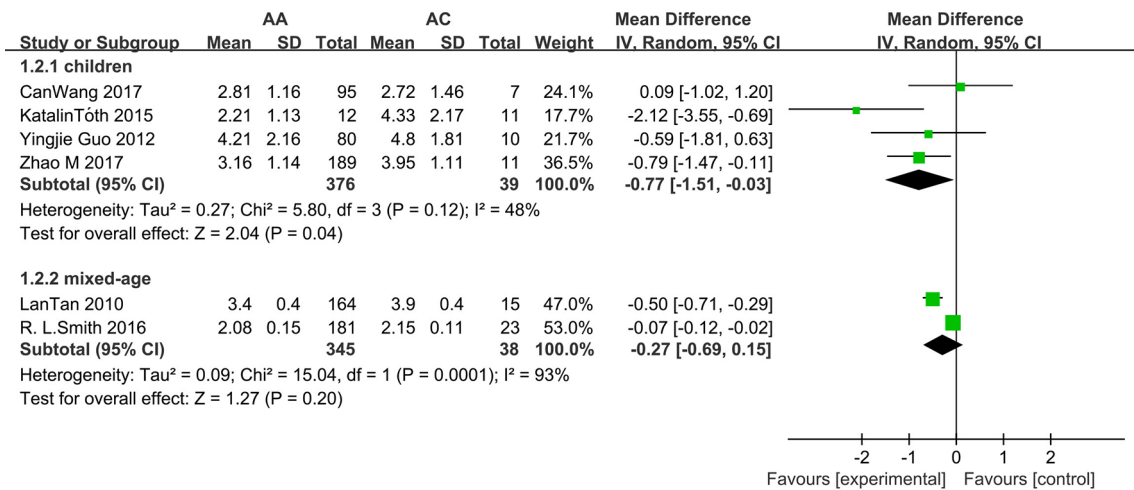 AA AC Mean Difference Mean Difference
Study or Subgroup Mean SD Total Mean SD Total Weight IV, Random, 95% CI IV, Random, 95% CI
1.2.1 children
CanWang 2017 2.81 1.16 95 2.72 1.46 7 24.1% 0.09 [-1.02, 1.20]
KatalinTóth 2015 2.21 1.13 12 4.33 2.17 11 17.7% -2.12 [-3.55, -0.69]
Yingjie Guo 2012 4.21 2.16 80 4.8 1.81 10 21.7% -0.59 [-1.81, 0.63]
Zhao M 2017 3.16 1.14 189 3.95 1.11 11 36.5% -0.79 [-1.47, -0.11]
Subtotal (95% CI) 376 39 100.0% -0.77 [-1.51, -0.03]
Heterogeneity: Tau² = 0.27; Chi² = 5.80, df = 3 (P = 0.12); I² = 48%
Test for overall effect: Z = 2.04 (P = 0.04)
1.2.2 mixed-age
LanTan 2010 3.4 0.4 164 3.9 0.4 15 47.0% -0.50 [-0.71, -0.29]
R. L.Smith 2016 2.08 0.15 181 2.15 0.11 23 53.0% -0.07 [-0.12, -0.02]
Subtotal (95% CI) 345 38 100.0% -0.27 [-0.69, 0.15]
Heterogeneity: Tau² = 0.09; Chi² = 15.04, df = 1 (P = 0.0001); I² = 93%
Test for overall effect: Z = 1.27 (P = 0.20)
-2 -1 0 1 2
Favours [experimental] Favours [control]